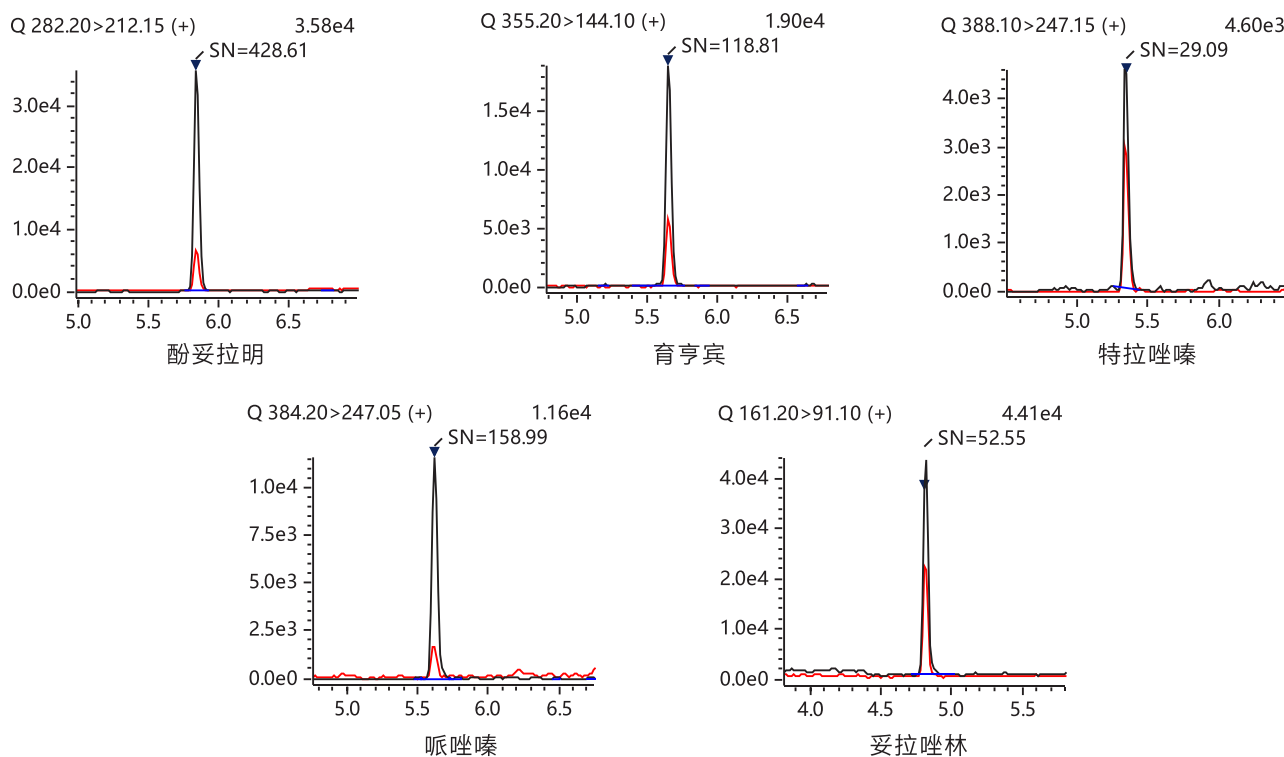 Q 282.20>212.15 (+) 3.58e4
SN=428.61
3.0e4
2.0e4
1.0e4
0.0e0
5.0 5.5 6.0 6.5
酚妥拉明
Q 355.20>144.10 (+) 1.90e4
SN=118.81
1.5e4
1.0e4
5.0e3
0.0e0
5.0 5.5 6.0 6.5
育亨宾
Q 388.10>247.15 (+) 4.60e3
SN=29.09
4.0e3
3.0e3
2.0e3
1.0e3
0.0e0
5.0 5.5 6.0
特拉唑嗪
Q 384.20>247.05 (+) 1.16e4
SN=158.99
1.0e4
7.5e3
5.0e3
2.5e3
0.0e0
5.0 5.5 6.0 6.5
哌唑嗪
Q 161.20>91.10 (+) 4.41e4
SN=52.55
4.0e4
3.0e4
2.0e4
1.0e4
0.0e0
4.0 4.5 5.0 5.5
妥拉唑林